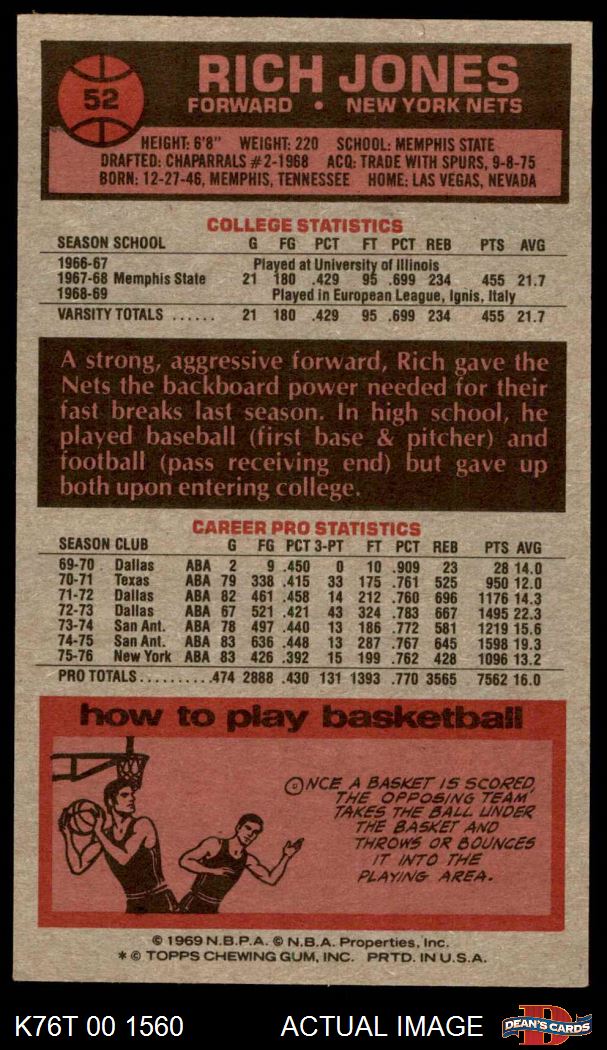 52
RICH JONES
FORWARD • NEW YORK NETS
HEIGHT: 6'8" WEIGHT: 220 SCHOOL: MEMPHIS STATE
DRAFTED: CHAPARRALS #2-1968 ACQ: TRADE WITH SPURS, 9-8-75
BORN: 12-27-46, MEMPHIS, TENNESSEE HOME: LAS VEGAS, NEVADA
COLLEGE STATISTICS
SEASON SCHOOL G FG PCT FT PCT REB PTS AVG
1966-67 Played at University of Illinois
1967-68 Memphis State 21 180 .429 95 .699 234 455 21.7
1968-69 Played in European League, Ignis, Italy
VARSITY TOTALS ...... 21 180 .429 95 .699 234 455 21.7
A strong, aggressive forward, Rich gave the
Nets the backboard power needed for their
fast breaks last season. In high school, he
played baseball (first base & pitcher) and
football (pass receiving end) but gave up
both upon entering college.
CAREER PRO STATISTICS
SEASON CLUB G FG PCT 3-PT FT PCT REB PTS AVG
69-70 Dallas ABA 2 9 .450 0 10 .909 23 28 14.0
70-71 Texas ABA 79 338 .415 33 175 .761 525 950 12.0
71-72 Dallas ABA 82 461 .458 14 212 .760 696 1176 14.3
72-73 Dallas ABA 67 521 .421 43 324 .783 667 1495 22.3
73-74 San Ant. ABA 78 497 .440 13 186 .772 581 1219 15.6
74-75 San Ant. ABA 83 636 .448 13 287 .767 645 1598 19.3
75-76 New York ABA 83 426 .392 15 199 .762 428 1096 13.2
PRO TOTALS..........474 2888 .430 131 1393 .770 3565 7562 16.0
how to play basketball
ONCE A BASKET IS SCORED
THE OPPOSING TEAM
TAKES THE BALL UNDER
THE BASKET AND
THROWS OR BOUNCES
IT INTO THE
PLAYING AREA.
© 1969 N.B.P.A. © N.B.A. Properties, Inc.
* © TOPPS CHEWING GUM, INC. PRTD. IN U.S.A.
K76T 00 1560 ACTUAL IMAGE DEAN'S CARDS